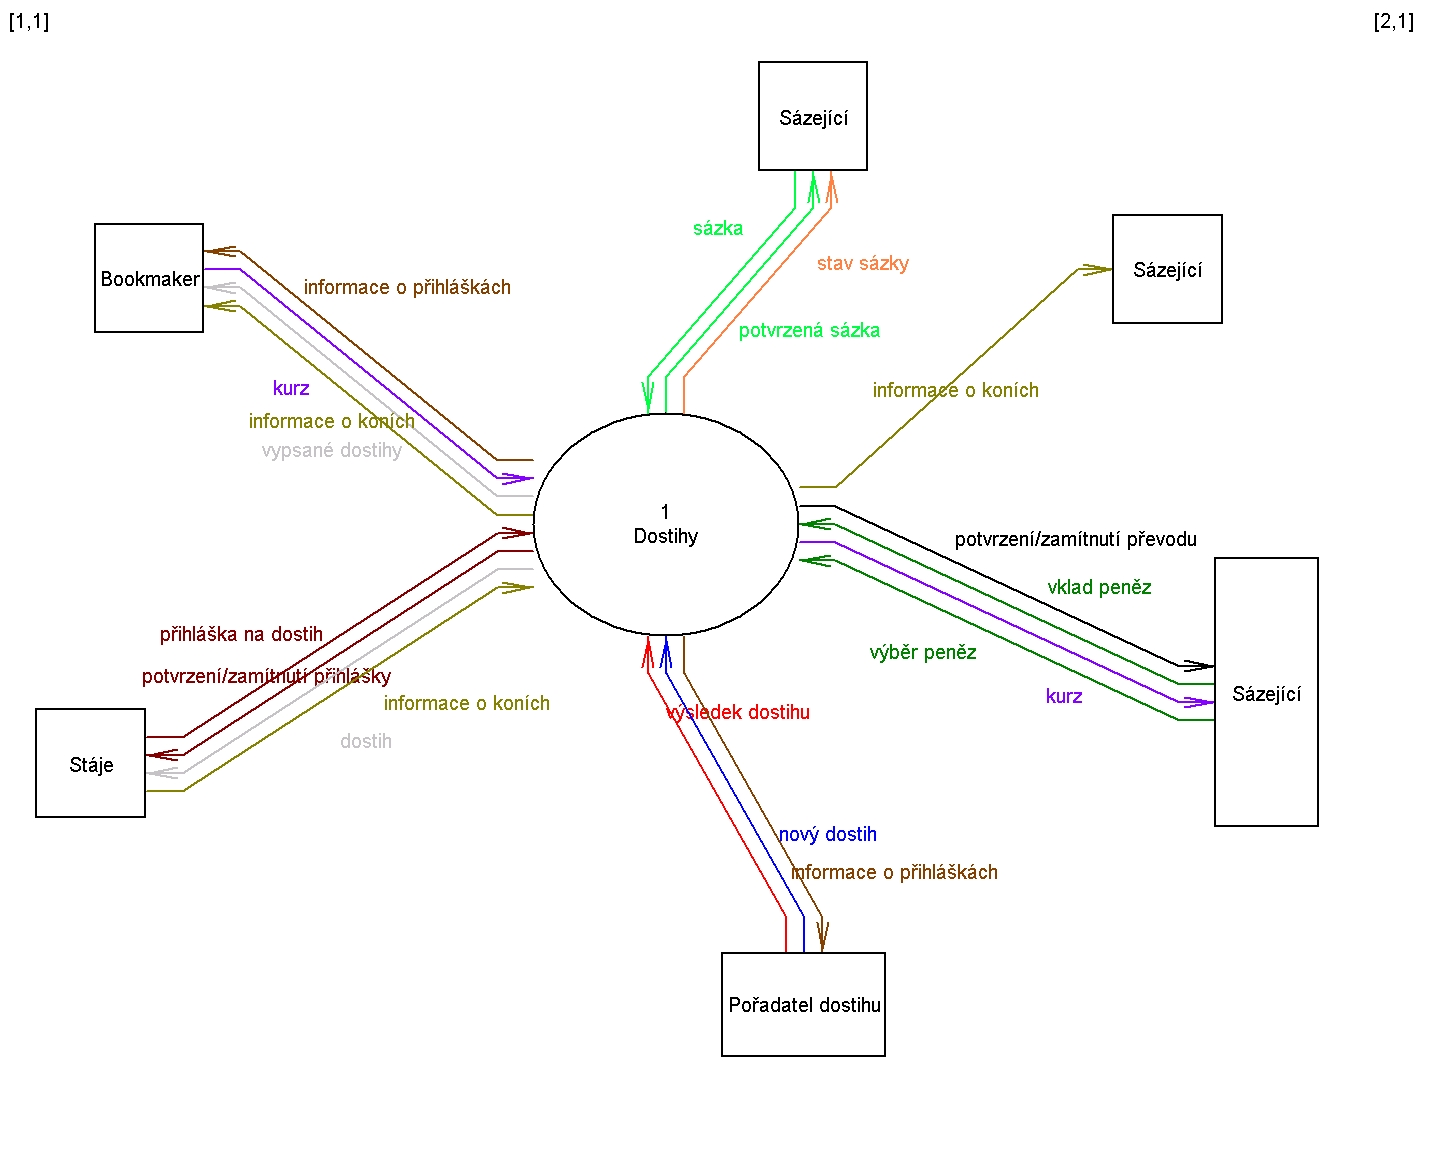 [1,1]
[2,1]
Sázející
sázka
stav sázky
potvrzená sázka
Sázející
Bookmaker
informace o přihláškách
kurz
informace o koních
vypsané dostihy
informace o koních
1
Dostihy
potvrzení/zamítnutí převodu
vklad peněz
výběr peněz
kurz
Sázející
přihláška na dostih
potvrzení/zamítnutí přihlášky
informace o koních
dostih
Stáje
výsledek dostihu
nový dostih
informace o přihláškách
Pořadatel dostihu